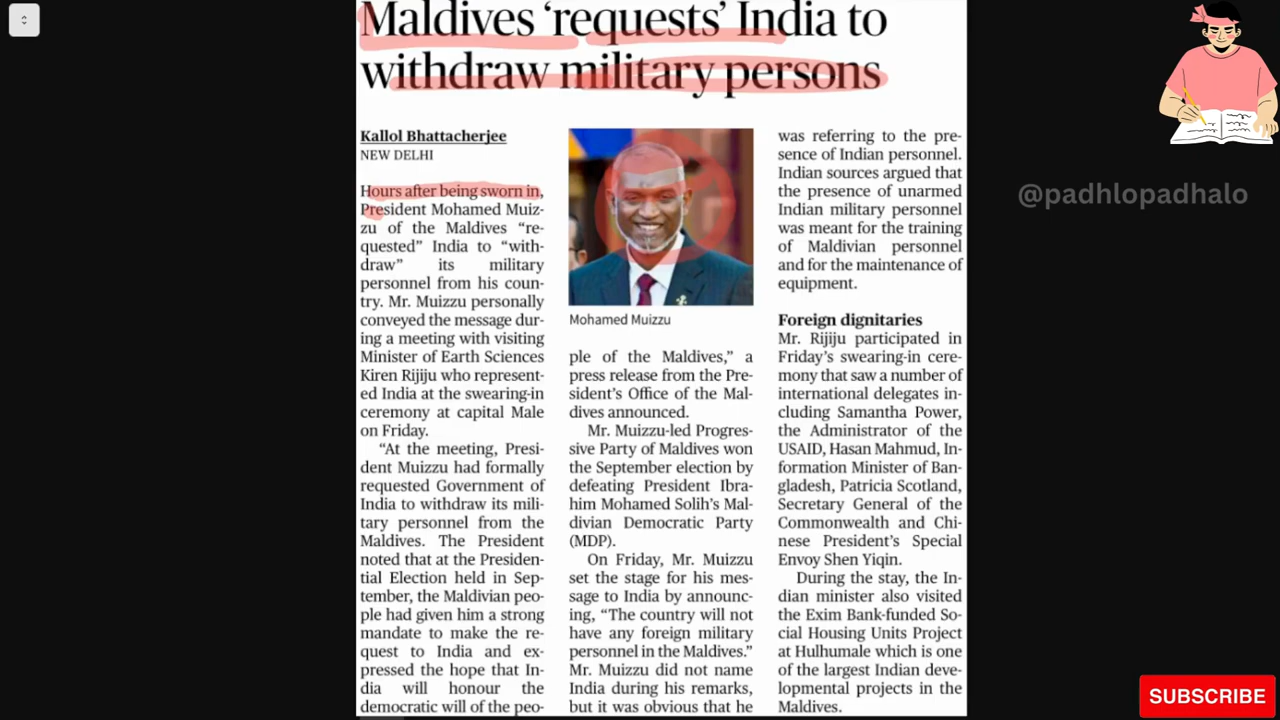 Maldives ‘requests’ India to
withdraw military persons
Kallol Bhattacherjee
NEW DELHI
Hours after being sworn in,
President Mohamed Muiz-
zu of the Maldives “re-
quested” India to “with-
draw” its military
personnel from his coun-
try. Mr. Muizzu personally
conveyed the message dur-
ing a meeting with visiting
Minister of Earth Sciences
Kiren Rijiju who represent-
ed India at the swearing-in
ceremony at capital Male
on Friday.
“At the meeting, Presi-
dent Muizzu had formally
requested Government of
India to withdraw its mili-
tary personnel from the
Maldives. The President
noted that at the Presiden-
tial Election held in Sep-
tember, the Maldivian peo-
ple had given him a strong
mandate to make the re-
quest to India and ex-
pressed the hope that In-
dia will honour the
democratic will of the peo-
Mohamed Muizzu
ple of the Maldives,” a
press release from the Pre-
sident’s Office of the Mal-
dives announced.
Mr. Muizzu-led Progres-
sive Party of Maldives won
the September election by
defeating President Ibra-
him Mohamed Solih’s Mal-
divian Democratic Party
(MDP).
On Friday, Mr. Muizzu
set the stage for his mes-
sage to India by announc-
ing, “The country will not
have any foreign military
personnel in the Maldives.”
Mr. Muizzu did not name
India during his remarks,
but it was obvious that he
was referring to the pre-
sence of Indian personnel.
Indian sources argued that
the presence of unarmed
Indian military personnel
was meant for the training
of Maldivian personnel
and for the maintenance of
equipment.
Foreign dignitaries
Mr. Rijiju participated in
Friday’s swearing-in cere-
mony that saw a number of
international delegates in-
cluding Samantha Power,
the Administrator of the
USAID, Hasan Mahmud, In-
formation Minister of Ban-
gladesh, Patricia Scotland,
Secretary General of the
Commonwealth and Chi-
nese President’s Special
Envoy Shen Yiqin.
During the stay, the In-
dian minister also visited
the Exim Bank-funded So-
cial Housing Units Project
at Hulhumale which is one
of the largest Indian deve-
lopmental projects in the
Maldives.
@padhlopadhalo
SUBSCRIBE